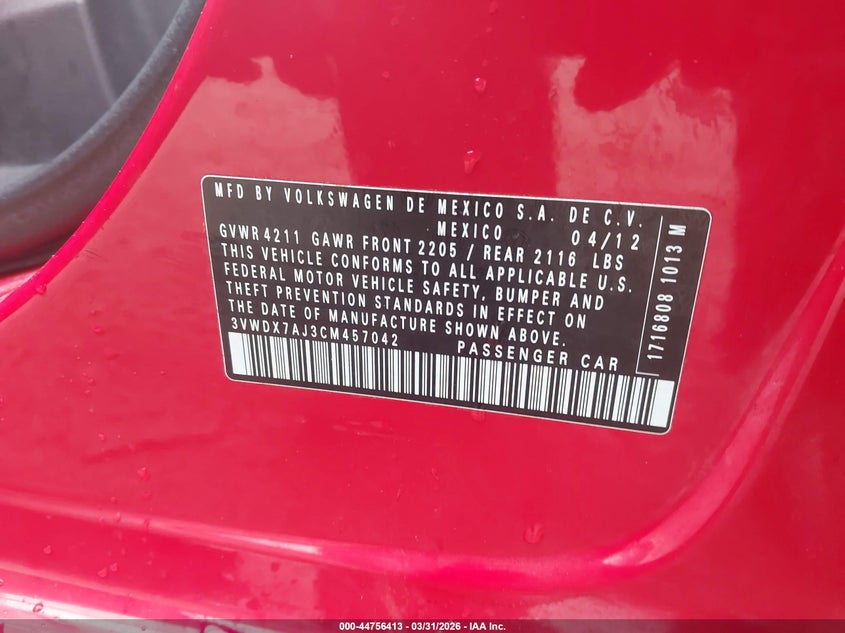 MFD BY VOLKSWAGEN DE MEXICO S.A. DE C.V.
MEXICO 04/12
GVWR 4211 GAWR FRONT 2205 / REAR 2116 LBS
THIS VEHICLE CONFORMS TO ALL APPLICABLE U.S.
FEDERAL MOTOR VEHICLE SAFETY, BUMPER AND
THEFT PREVENTION STANDARDS IN EFFECT ON
THE DATE OF MANUFACTURE SHOWN ABOVE.
3VWDX7AJ3CM457042 PASSENGER CAR
1716808 1013 M
000-44756413 - 03/31/2026 - IAA Inc.